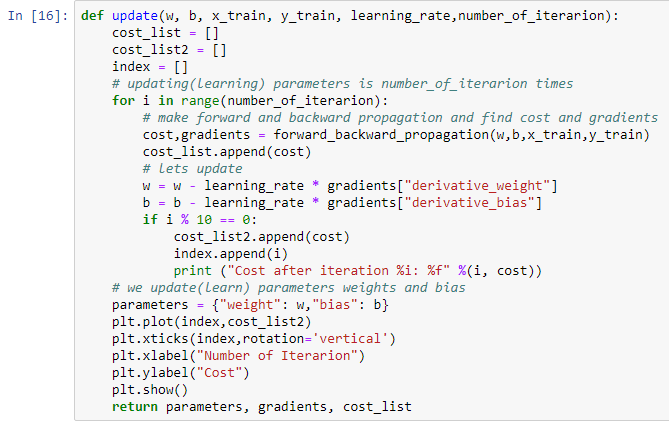 In [16]: def update(w, b, x_train, y_train, learning_rate,number_of_iterarion):
    cost_list = []
    cost_list2 = []
    index = []
    # updating(learning) parameters is number_of_iterarion times
    for i in range(number_of_iterarion):
        # make forward and backward propagation and find cost and gradients
        cost,gradients = forward_backward_propagation(w,b,x_train,y_train)
        cost_list.append(cost)
        # lets update
        w = w - learning_rate * gradients["derivative_weight"]
        b = b - learning_rate * gradients["derivative_bias"]
        if i % 10 == 0:
            cost_list2.append(cost)
            index.append(i)
            print ("Cost after iteration %i: %f" %(i, cost))
    # we update(learn) parameters weights and bias
    parameters = {"weight": w,"bias": b}
    plt.plot(index,cost_list2)
    plt.xticks(index,rotation='vertical')
    plt.xlabel("Number of Iterarion")
    plt.ylabel("Cost")
    plt.show()
    return parameters, gradients, cost_list